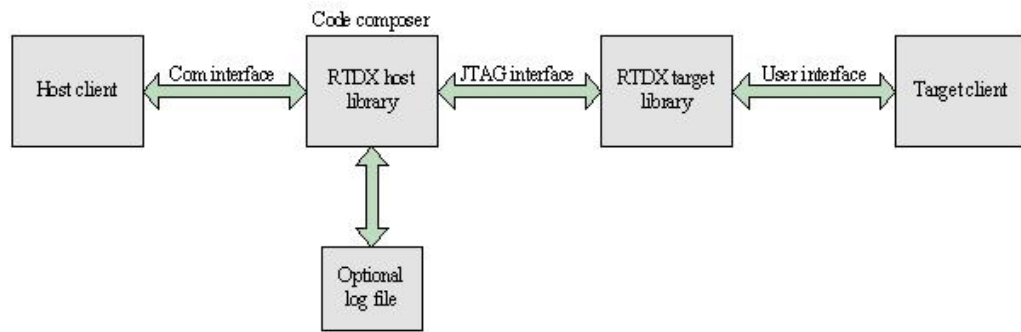 Code composer
Host client
Com interface
RTDX host
library
JTAG interface
RTDX target
library
User interface
Target client
Optional
log file